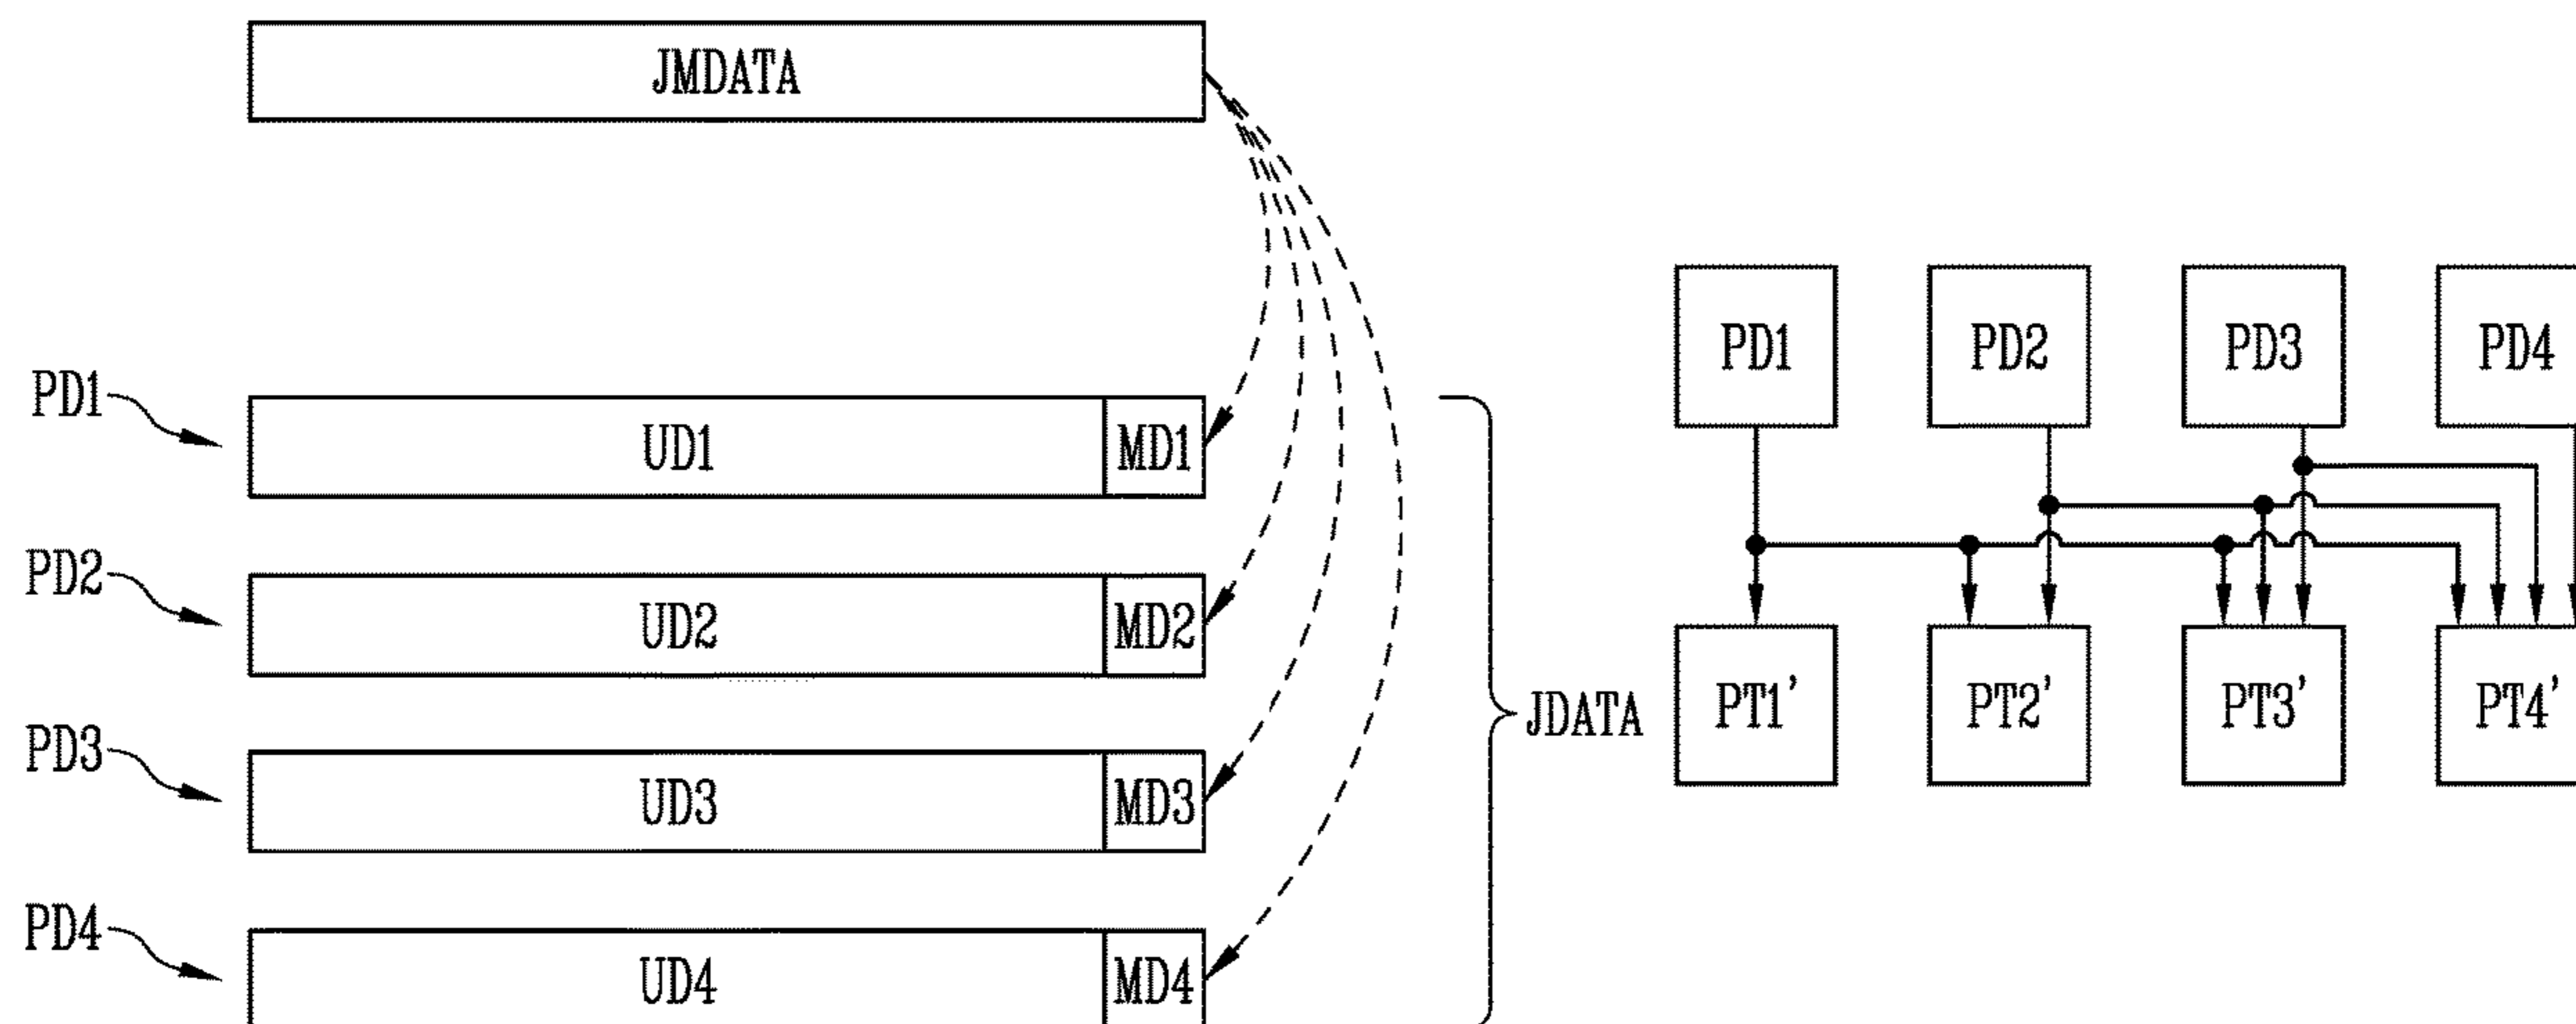 JMDATA
PD1
UD1 MD1
PD2
UD2 MD2
PD3
UD3 MD3
PD4
UD4 MD4
JDATA
PD1 PD2 PD3 PD4
PT1' PT2' PT3' PT4'